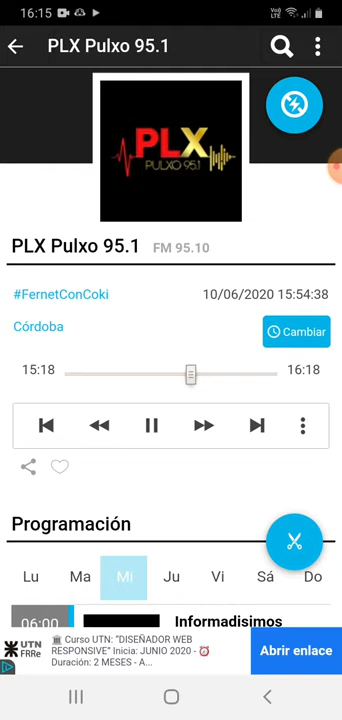 16:15
Vo)) LTE
PLX Pulxo 95.1
PLX
PULXO 95.1
PLX Pulxo 95.1 FM 95.10
#FernetConCoki 10/06/2020 15:54:38
Córdoba Cambiar
15:18 16:18
Programación
Lu Ma Mi Ju Vi Sá Do
06:00 Informadisimos
UTN FRRe
Curso UTN: "DISEÑADOR WEB
RESPONSIVE" Inicia: JUNIO 2020 -
Duración: 2 MESES - A...
Abrir enlace